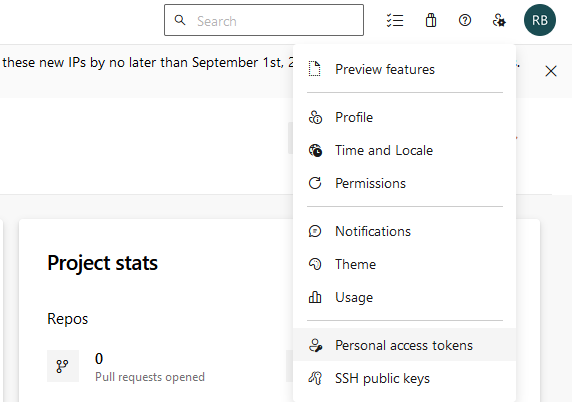 Search
RB
these new IPs by no later than September 1st, 2
Preview features
Profile
Time and Locale
Permissions
Notifications
Theme
Usage
Personal access tokens
SSH public keys
Project stats
Repos
0
Pull requests opened